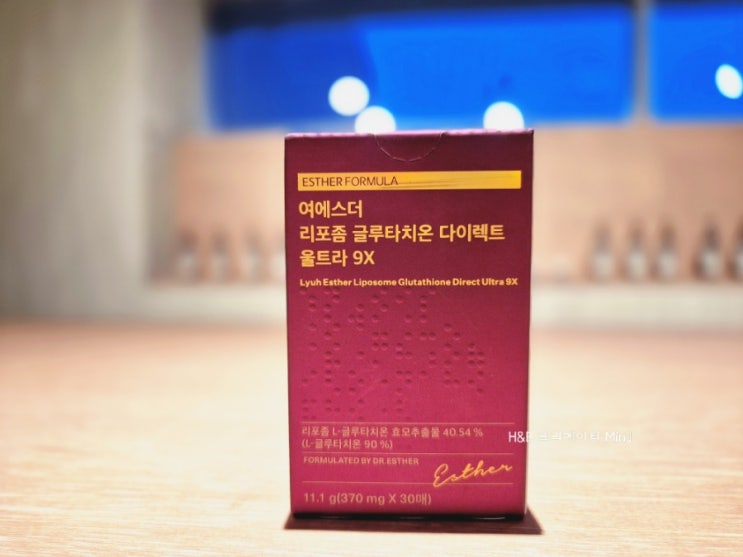 ESTHER FORMULA
여에스더
리포좀 글루타치온 다이렉트
울트라 9X
Lyuh Esther Liposome Glutathione Direct Ultra 9X
리포좀 L-글루타치온 효모추출물 40.54 %
(L-글루타치온 90 %)
FORMULATED BY DR.ESTHER
Esther
11.1 g(370 mg X 30매)
Min,